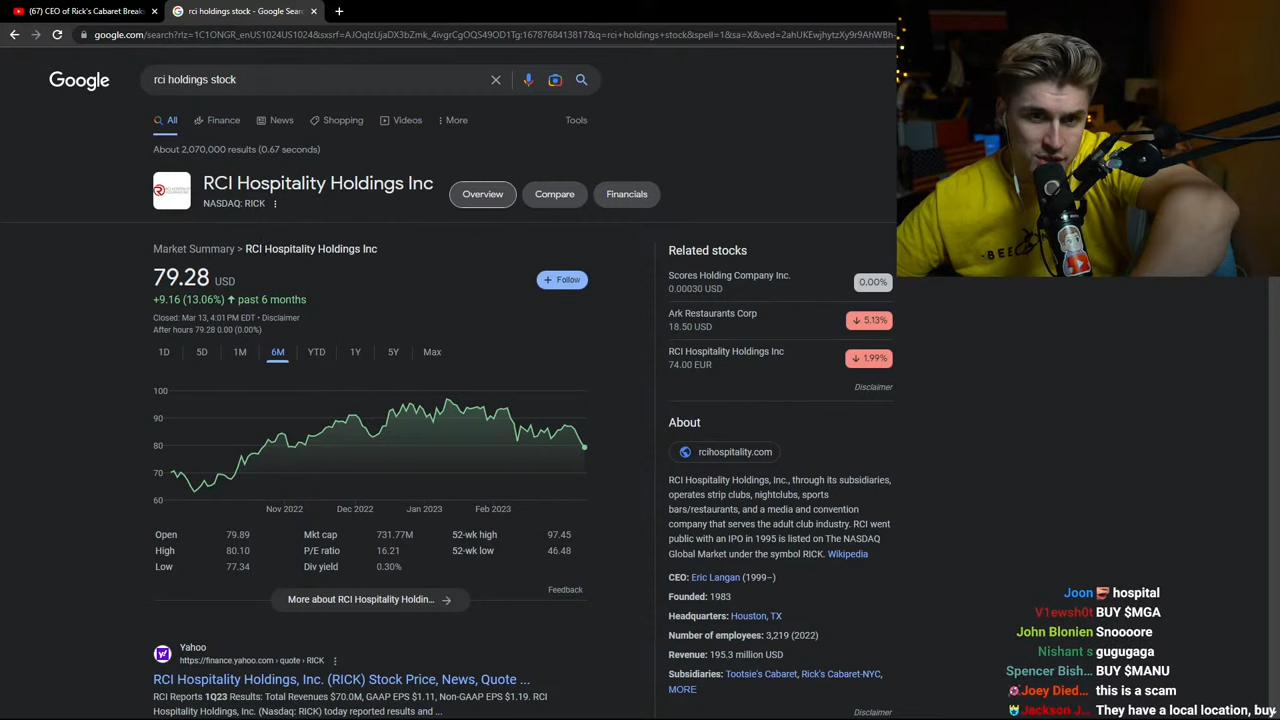 (67) CEO of Rick's Cabaret Break
rci holdings stock - Google Sear
google.com/search?rlz=1C1ONGR_enUS1024US1024&sxsrf=AJOqlzUjaDX3bZmk_4ivgrCgOQS49OD1Tg:1678768413817&q=rci+holdings+stock&spell=1&sa=X&ved=2ahUKEwjhytzXy9r9AhWBH-
Google
rci holdings stock
All
Finance
News
Shopping
Videos
More
Tools
About 2,070,000 results (0.67 seconds)
RCI Hospitality Holdings Inc
NASDAQ: RICK
Overview
Compare
Financials
Market Summary > RCI Hospitality Holdings Inc
79.28 USD
+ Follow
+9.16 (13.06%) ↑ past 6 months
Closed: Mar 13, 4:01 PM EDT • Disclaimer
After hours 79.28 0.00 (0.00%)
1D 5D 1M 6M YTD 1Y 5Y Max
100
90
80
70
60
Nov 2022 Dec 2022 Jan 2023 Feb 2023
Open 79.89 Mkt cap 731.77M 52-wk high 97.45
High 80.10 P/E ratio 16.21 52-wk low 46.48
Low 77.34 Div yield 0.30%
Feedback
More about RCI Hospitality Holdin... →
Yahoo
https://finance.yahoo.com › quote › RICK
RCI Hospitality Holdings, Inc. (RICK) Stock Price, News, Quote ...
RCI Reports 1Q23 Results: Total Revenues $70.0M, GAAP EPS $1.11, Non-GAAP EPS $1.19. RCI
Hospitality Holdings, Inc. (Nasdaq: RICK) today reported results and ...
Related stocks
Scores Holding Company Inc.
0.00030 USD
0.00%
Ark Restaurants Corp
18.50 USD
↓ 5.13%
RCI Hospitality Holdings Inc
74.00 EUR
↓ 1.99%
Disclaimer
About
rcihospitality.com
RCI Hospitality Holdings, Inc., through its subsidiaries,
operates strip clubs, nightclubs, sports
bars/restaurants, and a media and convention
company that serves the adult club industry. RCI went
public with an IPO in 1995 is listed on The NASDAQ
Global Market under the symbol RICK. Wikipedia
CEO: Eric Langan (1999–)
Founded: 1983
Headquarters: Houston, TX
Number of employees: 3,219 (2022)
Revenue: 195.3 million USD
Subsidiaries: Tootsie's Cabaret, Rick's Cabaret-NYC,
MORE
Disclaimer
Joon hospital
V1ewsh0t BUY $MGA
John Blonien Snoooore
Nishant s gugugaga
Spencer Bish... BUY $MANU
Joey Died... this is a scam
Jackson J... They have a local location, buy